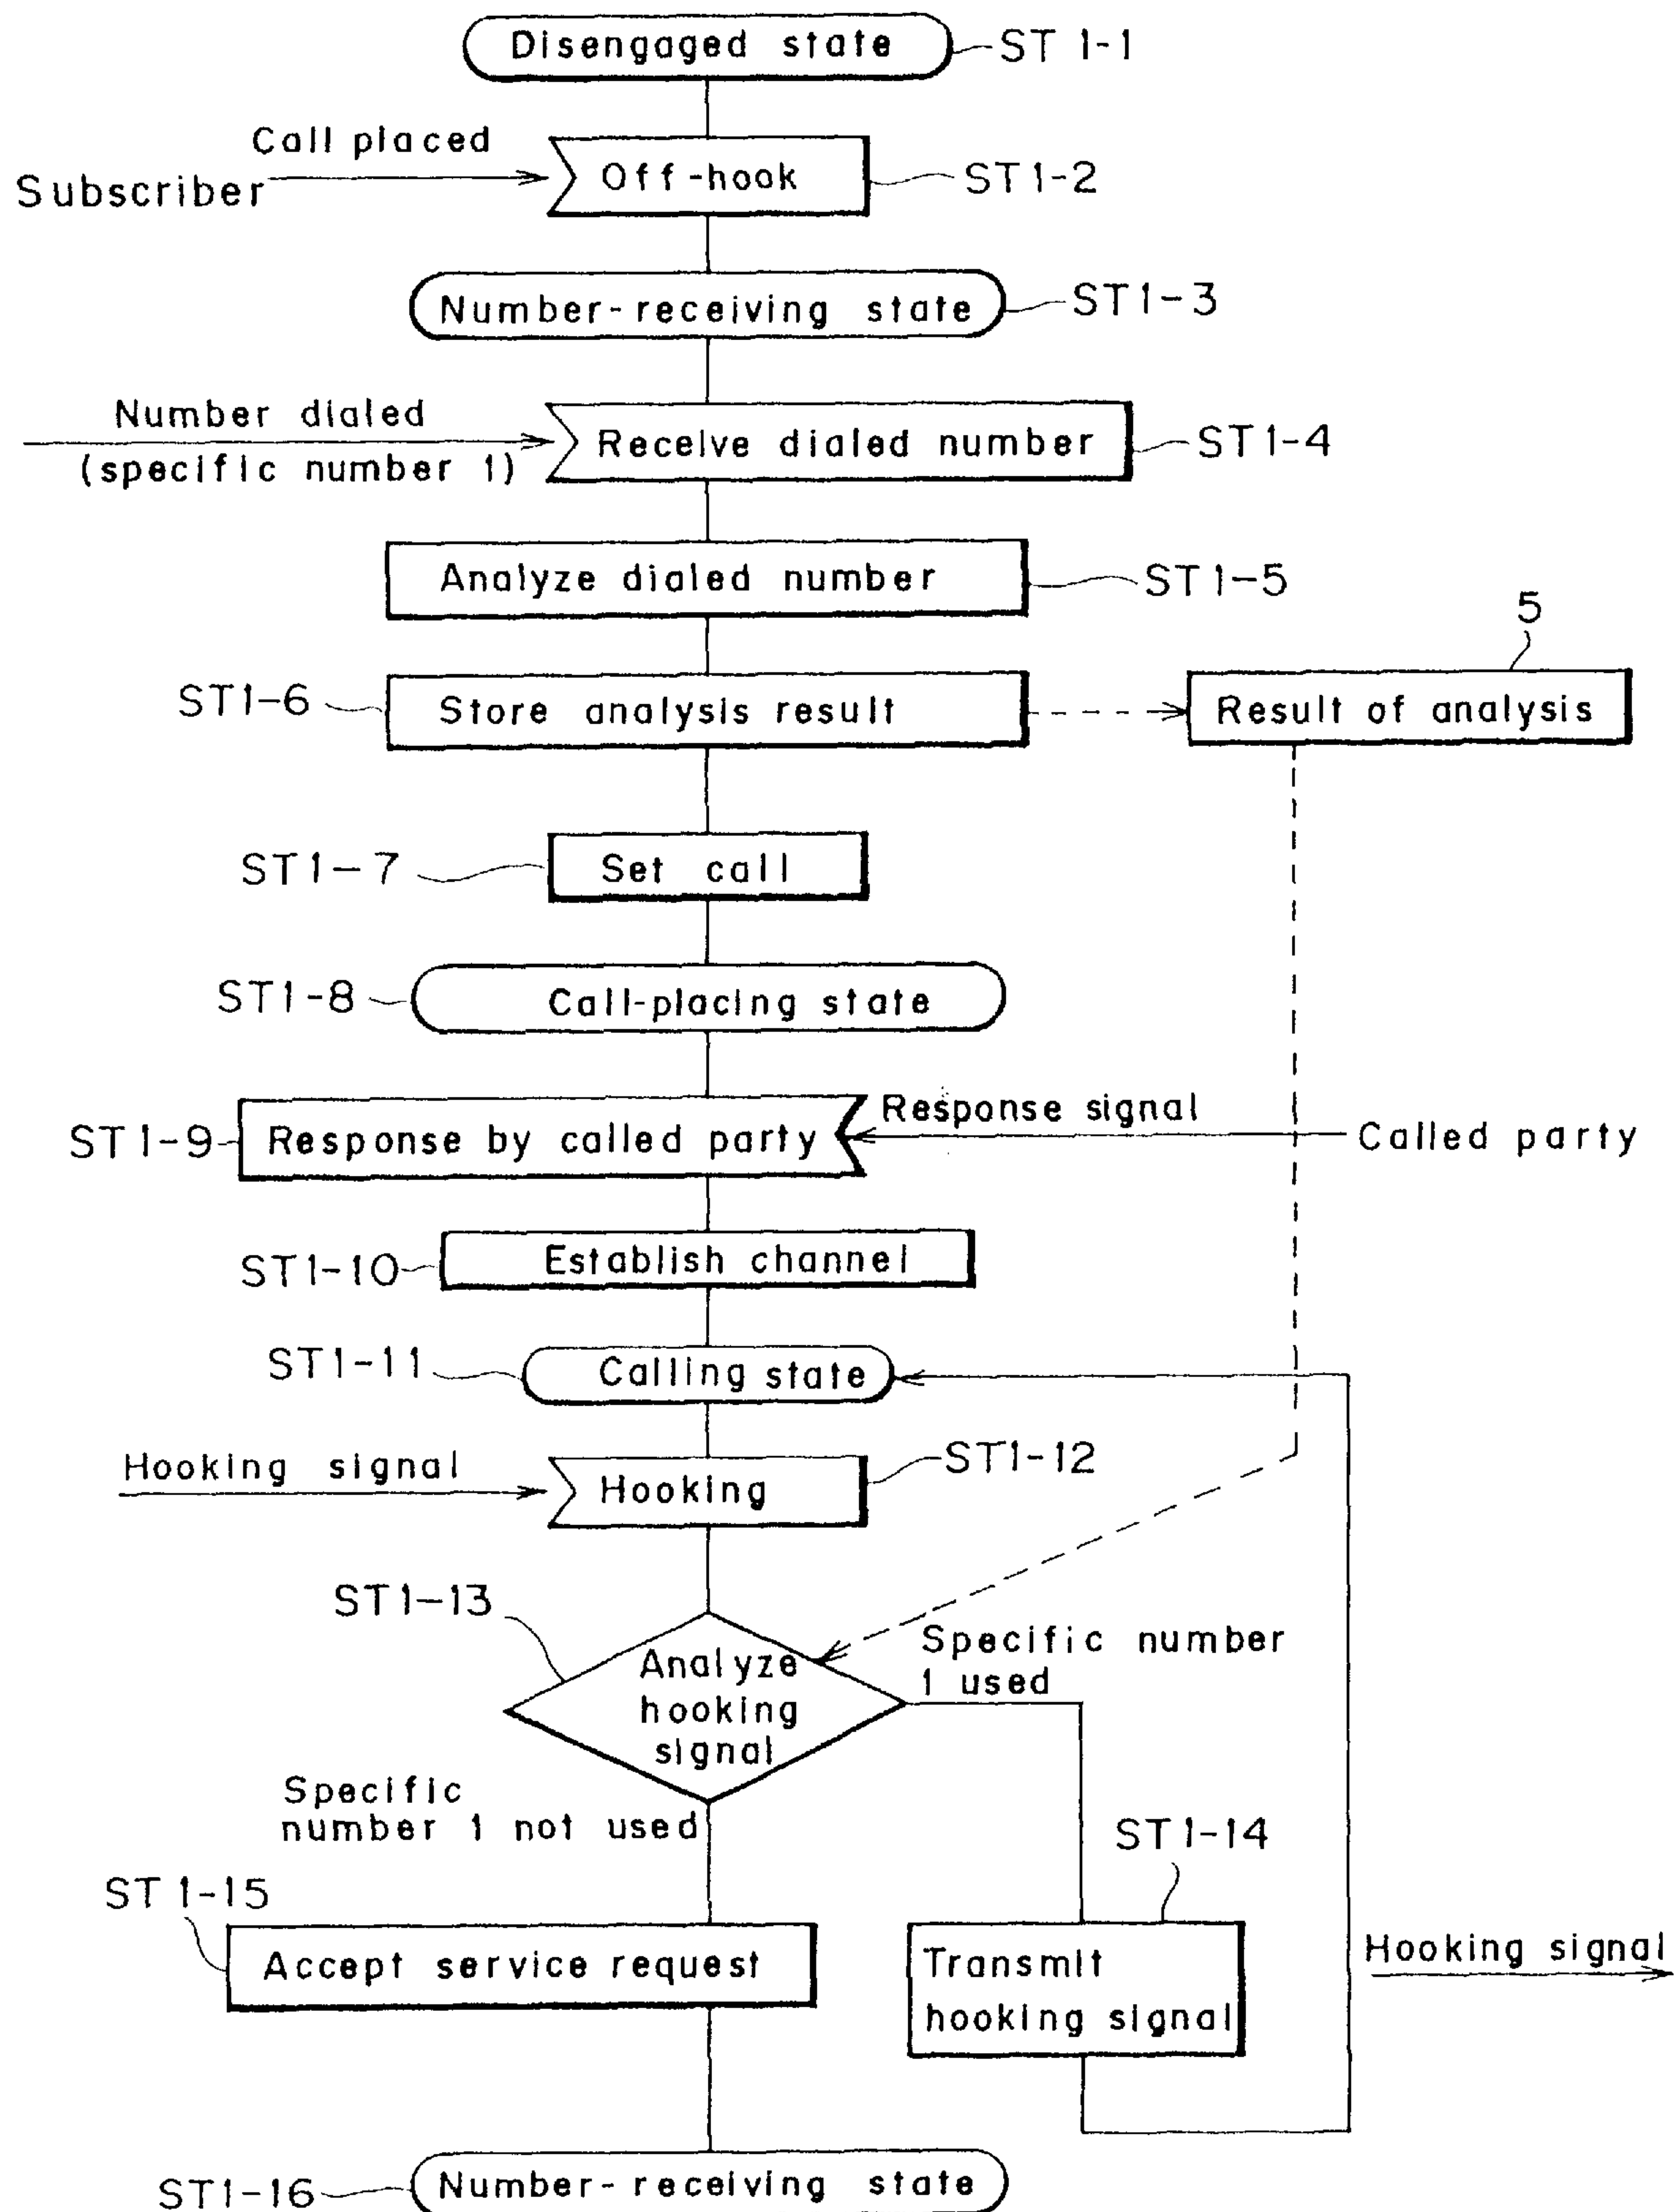 Disengaged state
ST 1-1
Call placed
Subscriber
Off-hook
ST1-2
Number-receiving state
ST1-3
Number dialed
(specific number 1)
Receive dialed number
ST1-4
Analyze dialed number
ST1-5
5
ST1-6
Store analysis result
Result of analysis
ST1-7
Set call
ST1-8
Call-placing state
ST1-9
Response by called party
Response signal
Called party
ST1-10
Establish channel
ST1-11
Calling state
Hooking signal
Hooking
ST1-12
ST1-13
Analyze
hooking
signal
Specific number
1 used
Specific
number 1 not used
ST1-14
ST 1-15
Accept service request
Transmit
hooking signal
Hooking signal
ST1-16
Number-receiving state